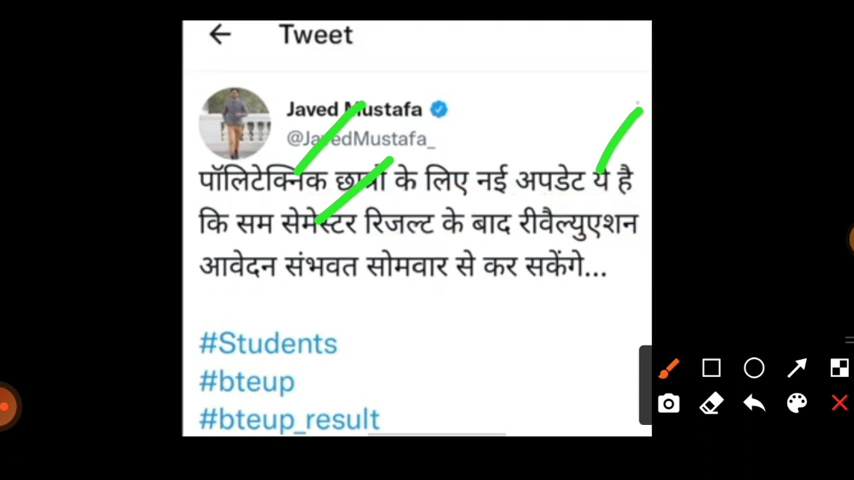 Tweet
Javed Mustafa
@JavedMustafa_
पॉलिटेक्निक छात्रों के लिए नई अपडेट ये है
कि सम सेमेस्टर रिजल्ट के बाद रीवैल्युएशन
आवेदन संभवत सोमवार से कर सकेंगे...
#Students
#bteup
#bteup_result